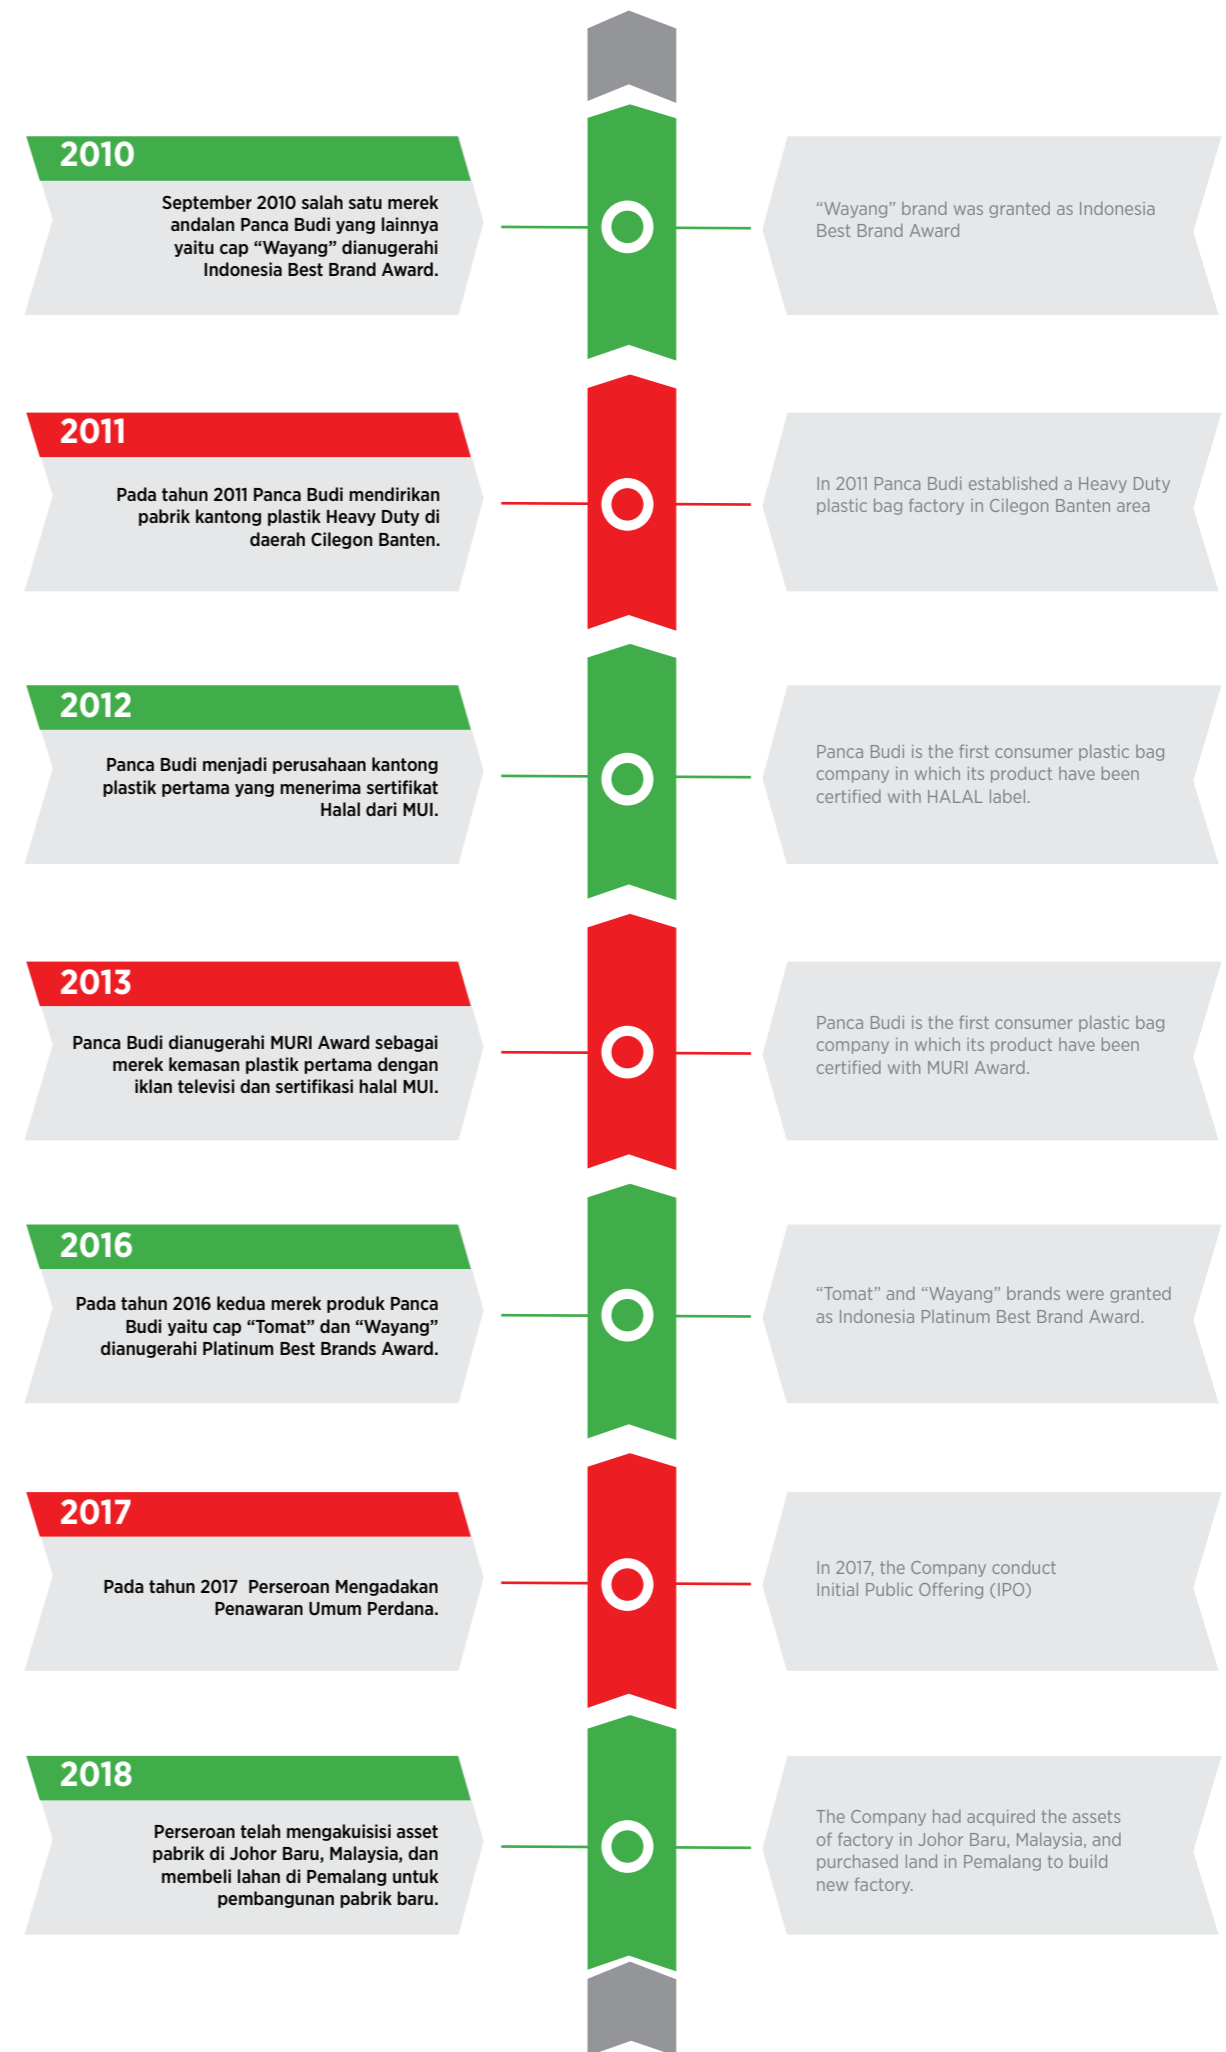 2010
September 2010 salah satu merek
andalan Panca Budi yang lainnya
yaitu cap “Wayang” dianugerahi
Indonesia Best Brand Award.
“Wayang” brand was granted as Indonesia
Best Brand Award
2011
Pada tahun 2011 Panca Budi mendirikan
pabrik kantong plastik Heavy Duty di
daerah Cilegon Banten.
In 2011 Panca Budi established a Heavy Duty
plastic bag factory in Cilegon Banten area
2012
Panca Budi menjadi perusahaan kantong
plastik pertama yang menerima sertifikat
Halal dari MUI.
Panca Budi is the first consumer plastic bag
company in which its product have been
certified with HALAL label.
2013
Panca Budi dianugerahi MURI Award sebagai
merek kemasan plastik pertama dengan
iklan televisi dan sertifikasi halal MUI.
Panca Budi is the first consumer plastic bag
company in which its product have been
certified with MURI Award.
2016
Pada tahun 2016 kedua merek produk Panca
Budi yaitu cap “Tomat” dan “Wayang”
dianugerahi Platinum Best Brands Award.
“Tomat” and “Wayang” brands were granted
as Indonesia Platinum Best Brand Award.
2017
Pada tahun 2017 Perseroan Mengadakan
Penawaran Umum Perdana.
In 2017, the Company conduct
Initial Public Offering (IPO)
2018
Perseroan telah mengakuisisi asset
pabrik di Johor Baru, Malaysia, dan
membeli lahan di Pemalang untuk
pembangunan pabrik baru.
The Company had acquired the assets
of factory in Johor Baru, Malaysia, and
purchased land in Pemalang to build
new factory.